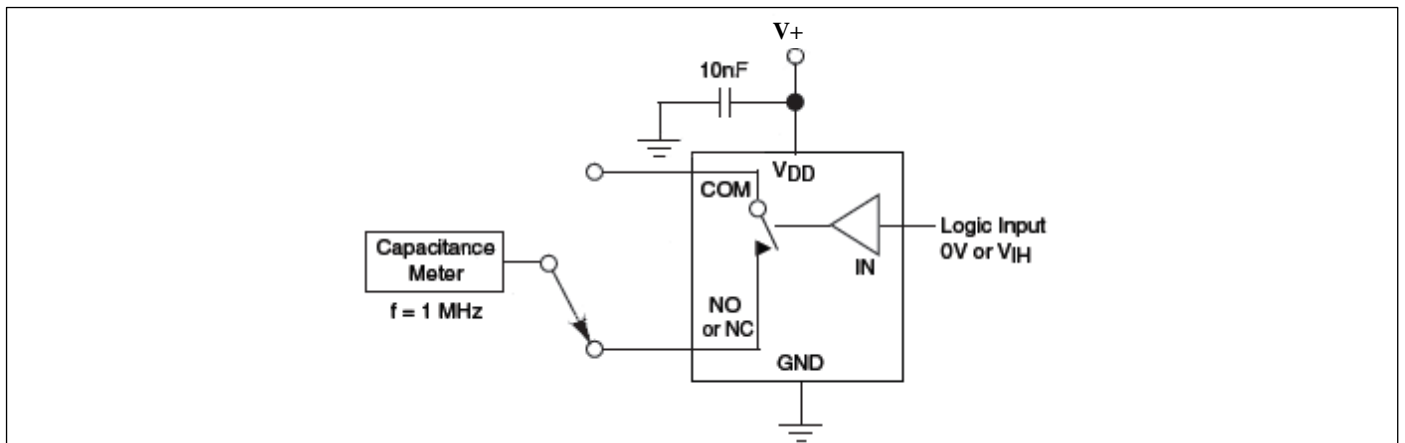 V+
10nF
VDD
COM
Capacitance
Meter
f = 1 MHz
Logic Input
0V or VIH
IN
NO
or NC
GND